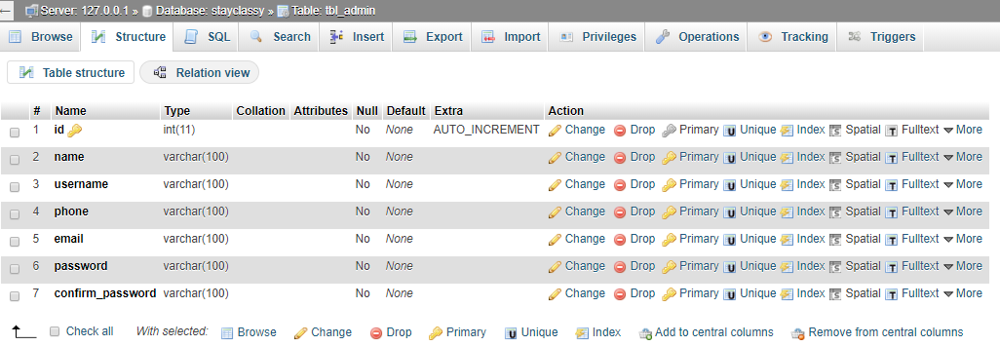 Server: 127.0.0.1 » Database: stayclassy » Table: tbl_admin
Browse Structure SQL Search Insert Export Import Privileges Operations Tracking Triggers
Table structure Relation view
# Name Type Collation Attributes Null Default Extra Action
1 id int(11) No None AUTO_INCREMENT Change Drop Primary Unique Index Spatial Fulltext More
2 name varchar(100) No None Change Drop Primary Unique Index Spatial Fulltext More
3 username varchar(100) No None Change Drop Primary Unique Index Spatial Fulltext More
4 phone varchar(100) No None Change Drop Primary Unique Index Spatial Fulltext More
5 email varchar(100) No None Change Drop Primary Unique Index Spatial Fulltext More
6 password varchar(100) No None Change Drop Primary Unique Index Spatial Fulltext More
7 confirm_password varchar(100) No None Change Drop Primary Unique Index Spatial Fulltext More
Check all With selected: Browse Change Drop Primary Unique Index Add to central columns Remove from central columns